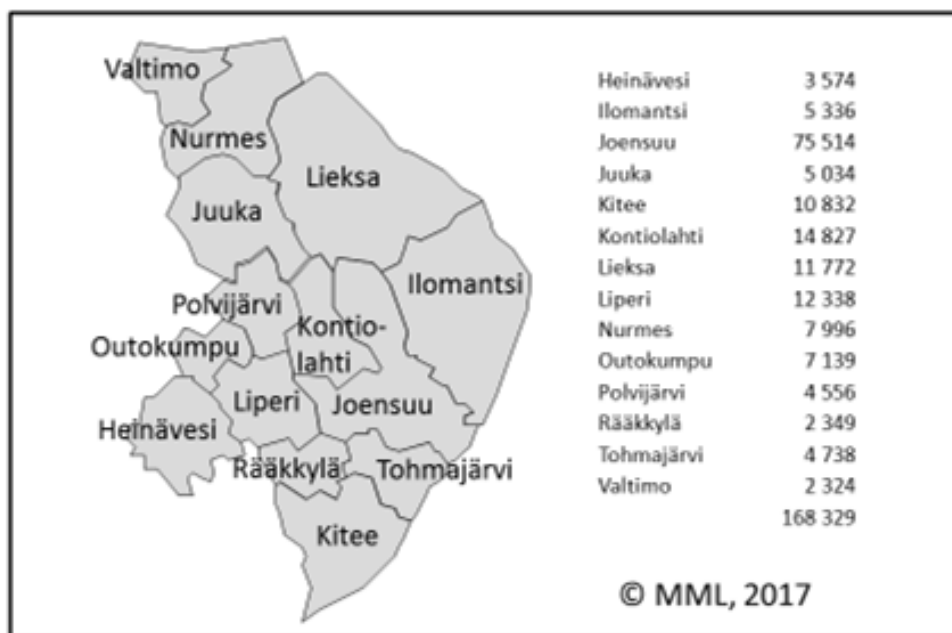 Valtimo
Nurmes
Lieksa
Juuka
Ilomantsi
Polvijärvi
Kontio-
lahti
Outokumpu
Liperi
Joensuu
Heinävesi
Rääkkylä
Tohmajärvi
Kitee
Heinävesi 3 574
Ilomantsi 5 336
Joensuu 75 514
Juuka 5 034
Kitee 10 832
Kontiolahti 14 827
Lieksa 11 772
Liperi 12 338
Nurmes 7 996
Outokumpu 7 139
Polvijärvi 4 556
Rääkkylä 2 349
Tohmajärvi 4 738
Valtimo 2 324
168 329
© MML, 2017